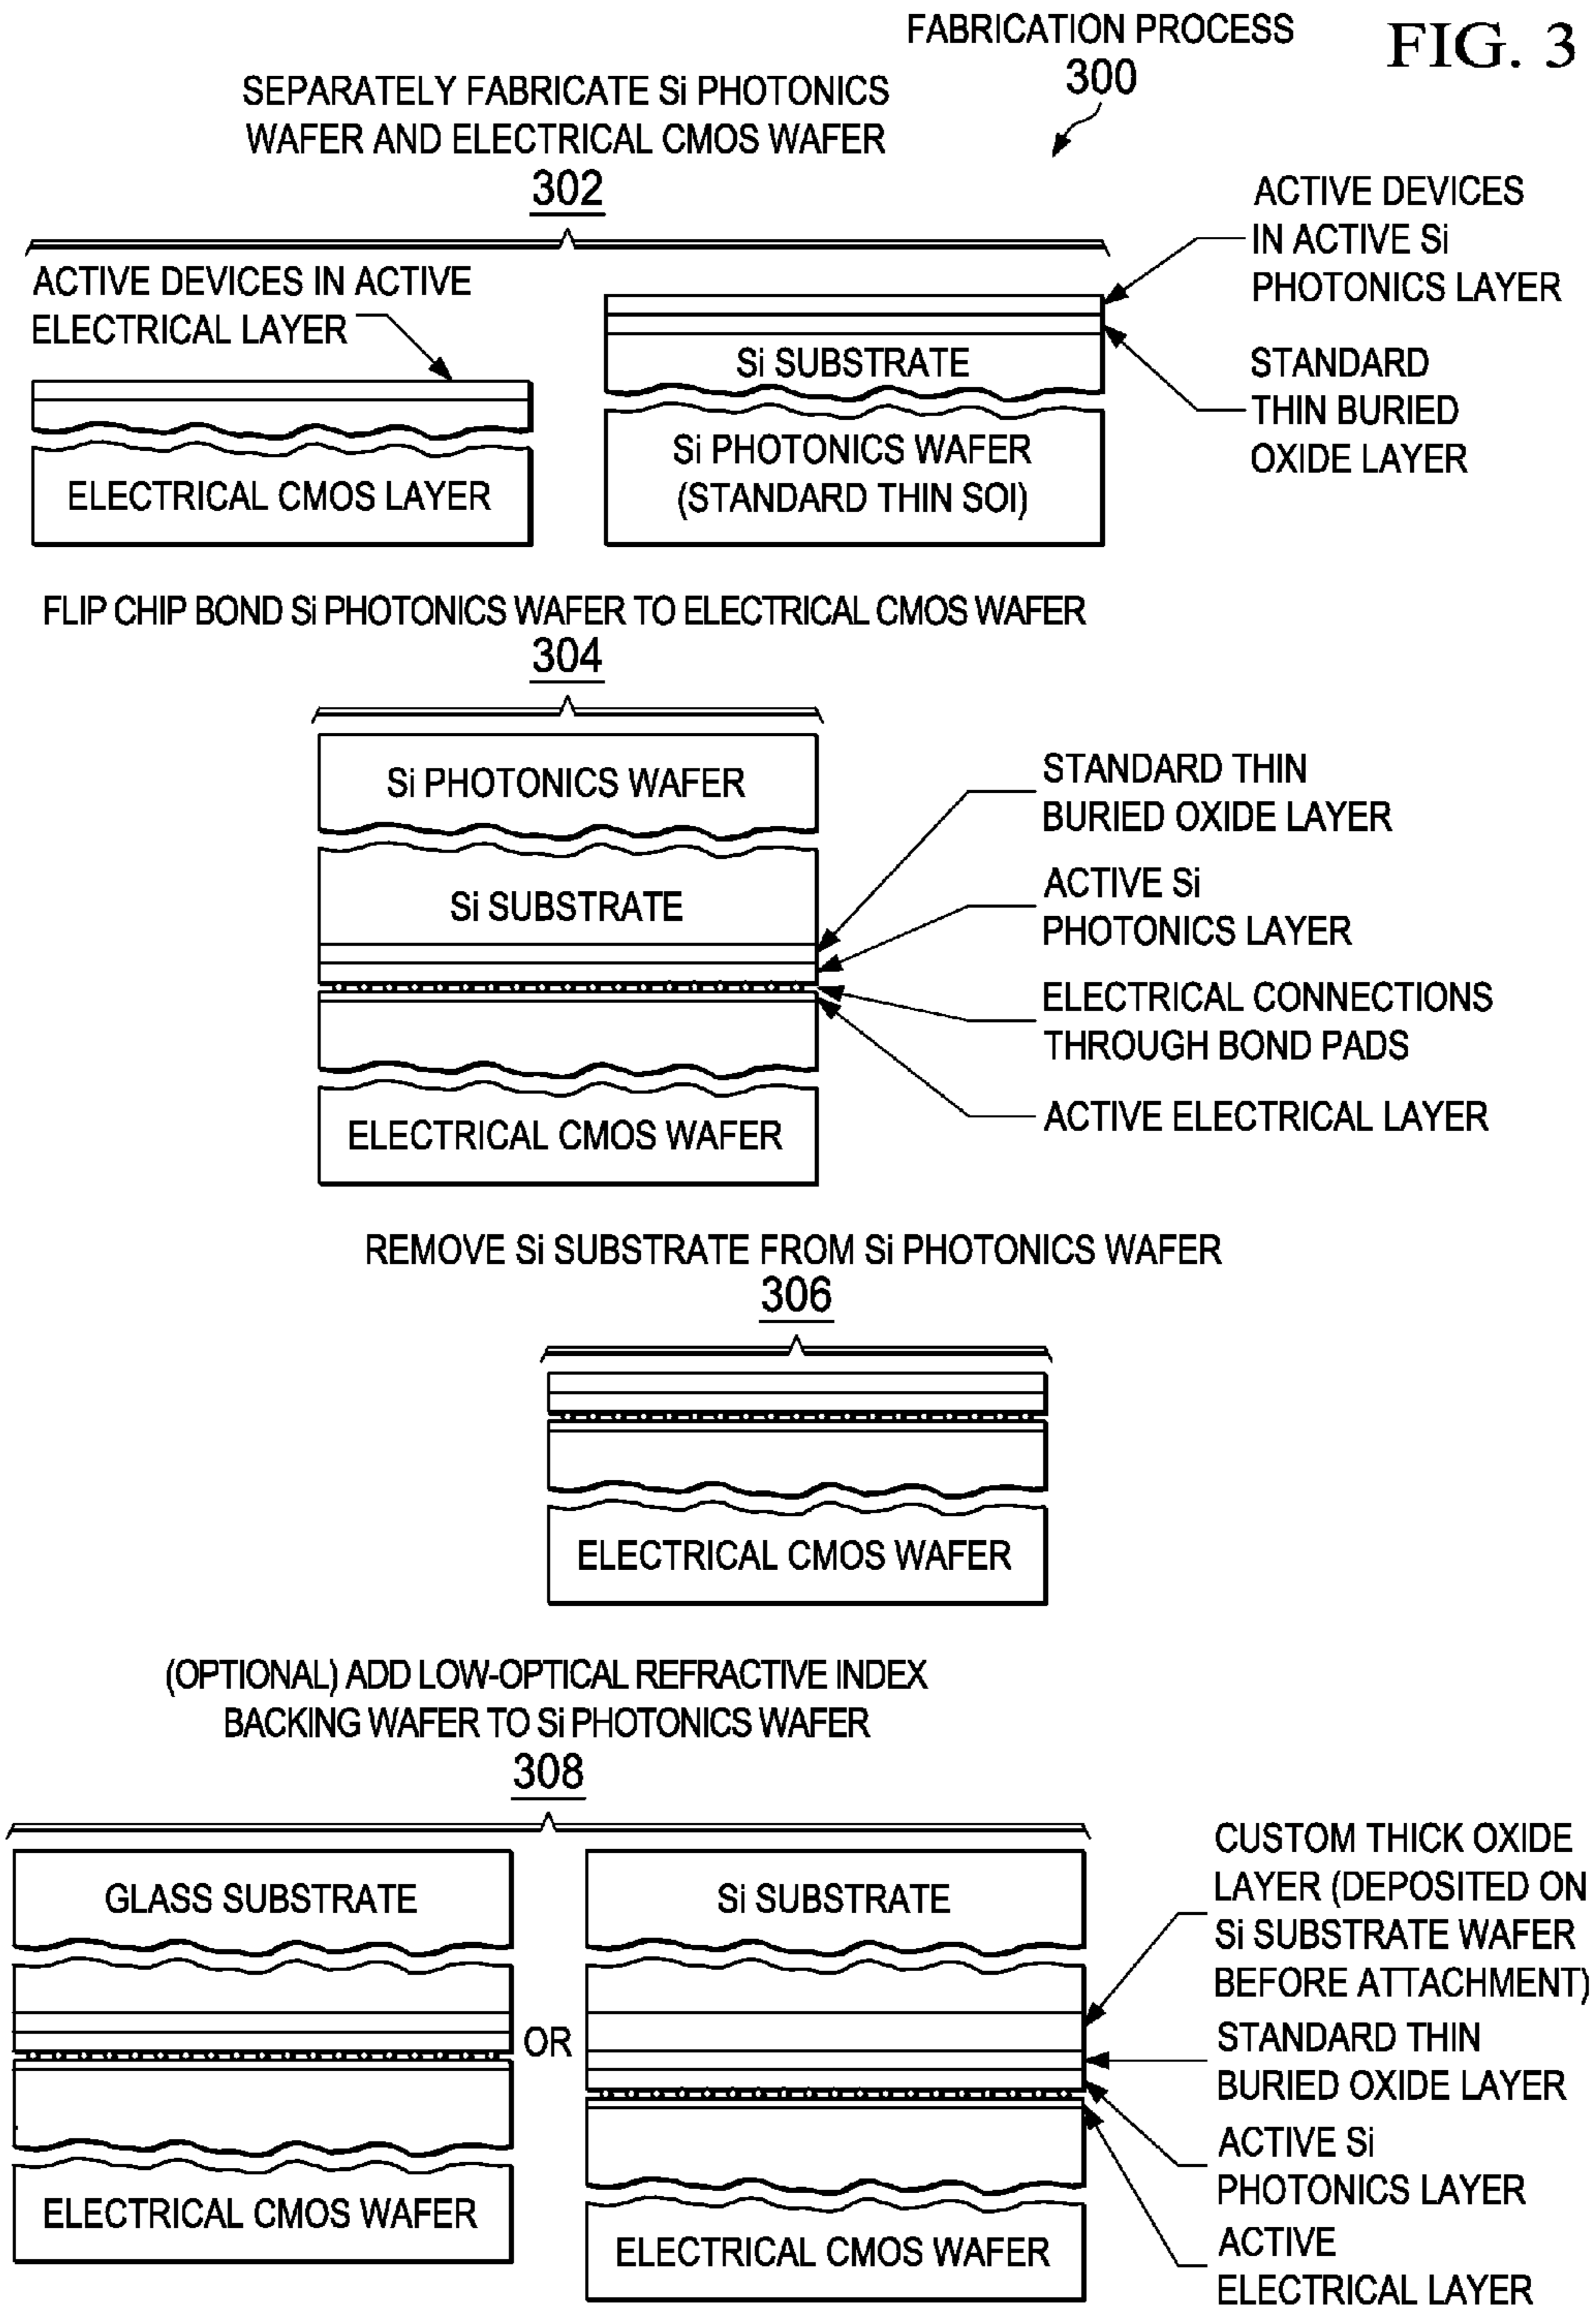 FABRICATION PROCESS
300
FIG. 3
SEPARATELY FABRICATE Si PHOTONICS
WAFER AND ELECTRICAL CMOS WAFER
302
ACTIVE DEVICES IN ACTIVE
ELECTRICAL LAYER
ELECTRICAL CMOS LAYER
Si SUBSTRATE
Si PHOTONICS WAFER
(STANDARD THIN SOI)
ACTIVE DEVICES
IN ACTIVE Si
PHOTONICS LAYER
STANDARD
THIN BURIED
OXIDE LAYER
FLIP CHIP BOND Si PHOTONICS WAFER TO ELECTRICAL CMOS WAFER
304
Si PHOTONICS WAFER
Si SUBSTRATE
ELECTRICAL CMOS WAFER
STANDARD THIN
BURIED OXIDE LAYER
ACTIVE Si
PHOTONICS LAYER
ELECTRICAL CONNECTIONS
THROUGH BOND PADS
ACTIVE ELECTRICAL LAYER
REMOVE Si SUBSTRATE FROM Si PHOTONICS WAFER
306
ELECTRICAL CMOS WAFER
(OPTIONAL) ADD LOW-OPTICAL REFRACTIVE INDEX
BACKING WAFER TO Si PHOTONICS WAFER
308
GLASS SUBSTRATE
ELECTRICAL CMOS WAFER
OR
Si SUBSTRATE
ELECTRICAL CMOS WAFER
CUSTOM THICK OXIDE
LAYER (DEPOSITED ON
Si SUBSTRATE WAFER
BEFORE ATTACHMENT)
STANDARD THIN
BURIED OXIDE LAYER
ACTIVE Si
PHOTONICS LAYER
ACTIVE
ELECTRICAL LAYER